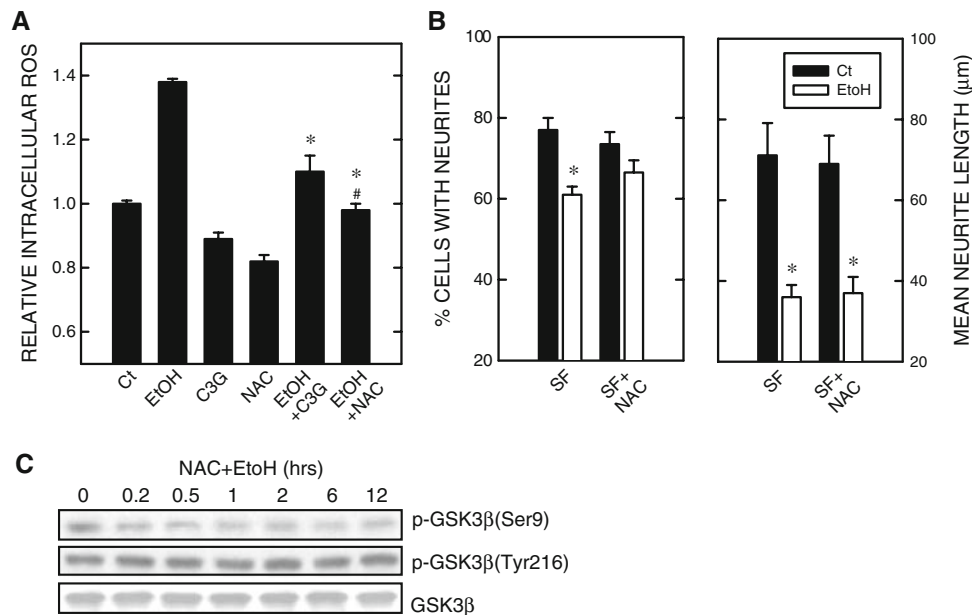 A
RELATIVE INTRACELLULAR ROS
1.4
1.2
1.0
0.8
0.6
*
*
#
Ct
EtOH
C3G
NAC
EtOH
+C3G
EtOH
+NAC
B
% CELLS WITH NEURITES
100
80
60
40
20
*
SF
SF+
NAC
Ct
EtoH
*
*
SF
SF+
NAC
100
80
60
40
20
MEAN NEURITE LENGTH (μm)
C
NAC+EtoH (hrs)
0 0.2 0.5 1 2 6 12
p-GSK3β(Ser9)
p-GSK3β(Tyr216)
GSK3β